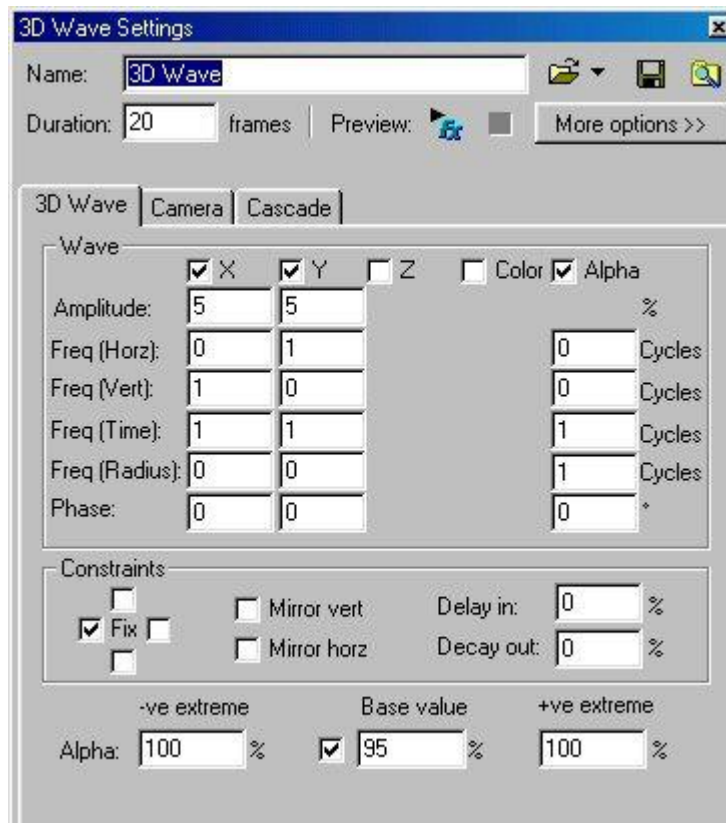 3D Wave Settings
Name: 3D Wave
Duration: 20 frames Preview: fx More options >>
3D Wave Camera Cascade
Wave
X Y Z Color Alpha
Amplitude: 5 5 %
Freq (Horz): 0 1 0 Cycles
Freq (Vert): 1 0 0 Cycles
Freq (Time): 1 1 1 Cycles
Freq (Radius): 0 0 1 Cycles
Phase: 0 0 0 °
Constraints
Fix Mirror vert Delay in: 0 %
Mirror horz Decay out: 0 %
-ve extreme Base value +ve extreme
Alpha: 100 % 95 % 100 %